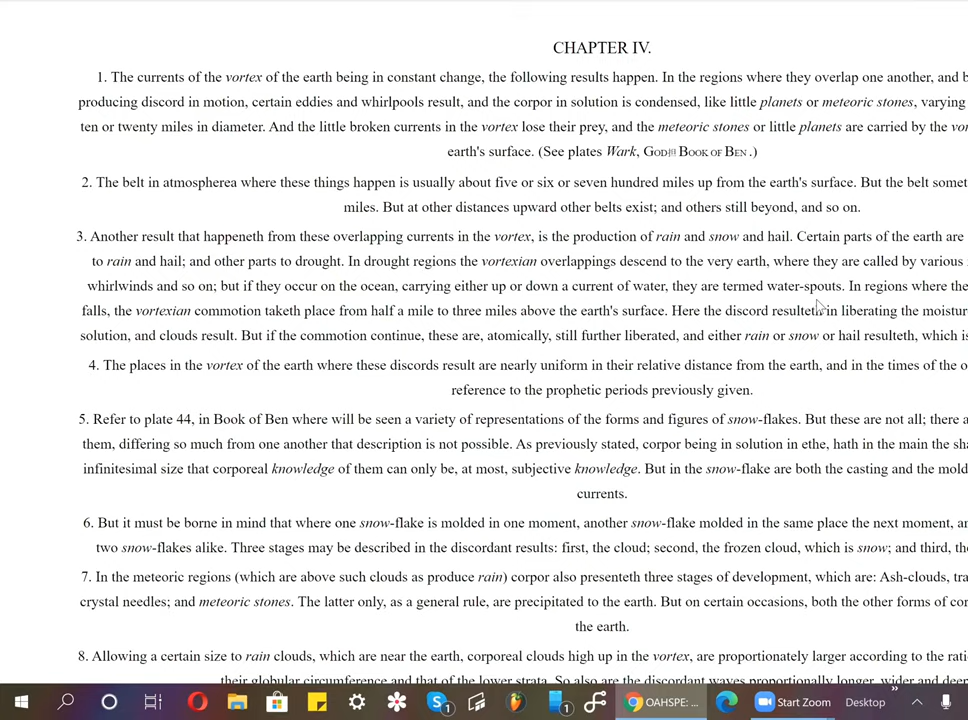 CHAPTER IV.
1. The currents of the vortex of the earth being in constant change, the following results happen. In the regions where they overlap one another, and
producing discord in motion, certain eddies and whirlpools result, and the corpor in solution is condensed, like little planets or meteoric stones, varying
ten or twenty miles in diameter. And the little broken currents in the vortex lose their prey, and the meteoric stones or little planets are carried by the
earth's surface. (See plates Wark, GOD BOOK OF BEN .)
2. The belt in atmospherea where these things happen is usually about five or six or seven hundred miles up from the earth's surface. But the belt
miles. But at other distances upward other belts exist; and others still beyond, and so on.
3. Another result that happeneth from these overlapping currents in the vortex, is the production of rain and snow and hail. Certain parts of the earth are
to rain and hail; and other parts to drought. In drought regions the vortexian overlappings descend to the very earth, where they are called by various
whirlwinds and so on; but if they occur on the ocean, carrying either up or down a current of water, they are termed water-spouts. In regions where
falls, the vortexian commotion taketh place from half a mile to three miles above the earth's surface. Here the discord resulteth in liberating the
solution, and clouds result. But if the commotion continue, these are, atomically, still further liberated, and either rain or snow or hail resulteth, which
4. The places in the vortex of the earth where these discords result are nearly uniform in their relative distance from the earth, and in the times of the
reference to the prophetic periods previously given.
5. Refer to plate 44, in Book of Ben where will be seen a variety of representations of the forms and figures of snow-flakes. But these are not all; there
them, differing so much from one another that description is not possible. As previously stated, corpor being in solution in ethe, hath in the main the
infinitesimal size that corporeal knowledge of them can only be, at most, subjective knowledge. But in the snow-flake are both the casting and the
currents.
6. But it must be borne in mind that where one snow-flake is molded in one moment, another snow-flake molded in the same place the next moment,
two snow-flakes alike. Three stages may be described in the discordant results: first, the cloud; second, the frozen cloud, which is snow; and third,
7. In the meteoric regions (which are above such clouds as produce rain) corpor also presenteth three stages of development, which are: Ash-clouds,
crystal needles; and meteoric stones. The latter only, as a general rule, are precipitated to the earth. But on certain occasions, both the other forms of
the earth.
8. Allowing a certain size to rain clouds, which are near the earth, corporeal clouds high up in the vortex, are proportionately larger according to the
their globular circumference and that of the lower strata. So also are the discordant waves proportionally longer, wider and
OAHSPE: ... Start Zoom Desktop